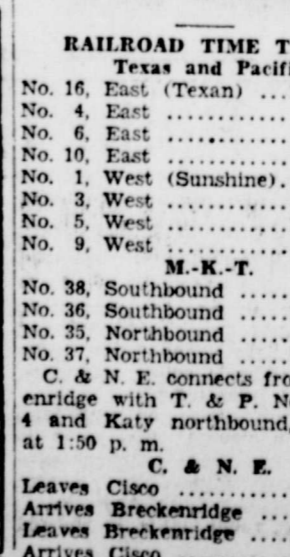 RAILROAD TIME T
Texas and Pacifi
No. 16, East (Texan) ...
No. 4, East ............
No. 6, East ............
No. 10, East ...........
No. 1, West (Sunshine).
No. 3, West ............
No. 5, West ............
No. 9, West ............
M.-K.-T.
No. 38, Southbound .....
No. 36, Southbound .....
No. 35, Northbound .....
No. 37, Northbound .....
C. & N. E. connects fro
enridge with T. & P. N
4 and Katy northbound,
at 1:50 p. m.
C. & N. E.
Leaves Cisco ...........
Arrives Breckenridge ...
Leaves Breckenridge ....
Arrives Cisco